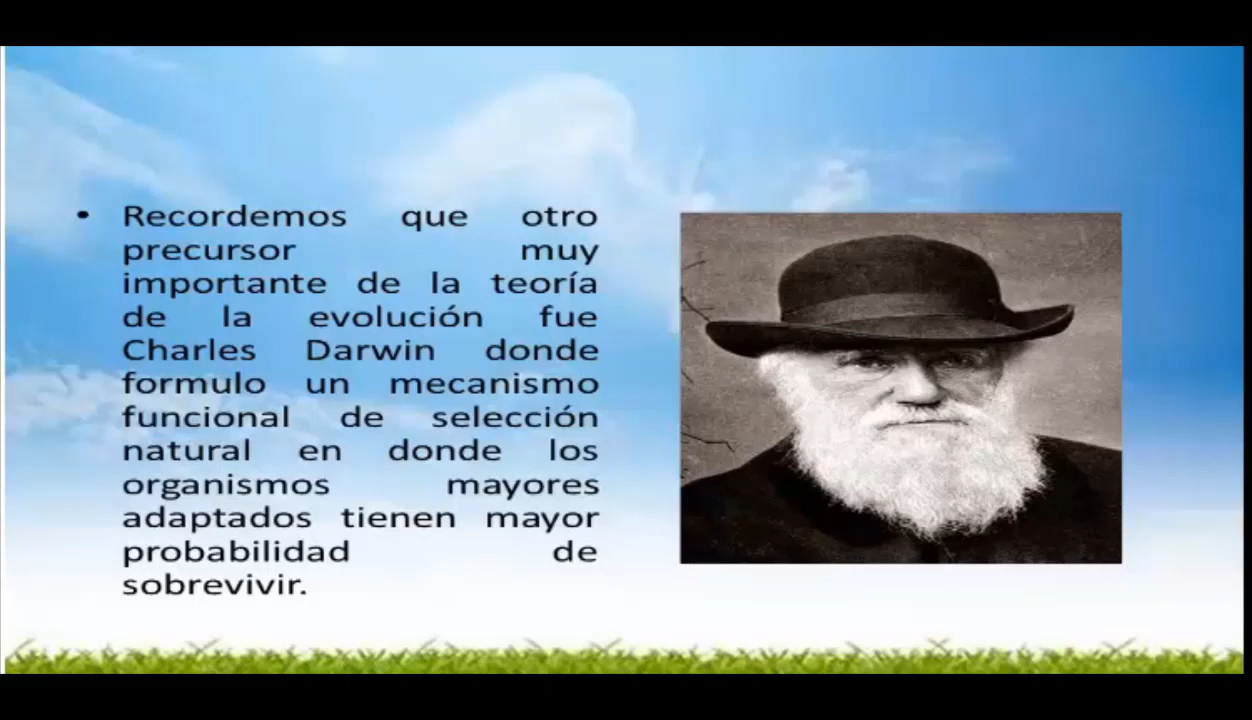 • Recordemos que otro
precursor muy
importante de la teoría
de la evolución fue
Charles Darwin donde
formulo un mecanismo
funcional de selección
natural en donde los
organismos mayores
adaptados tienen mayor
probabilidad de
sobrevivir.